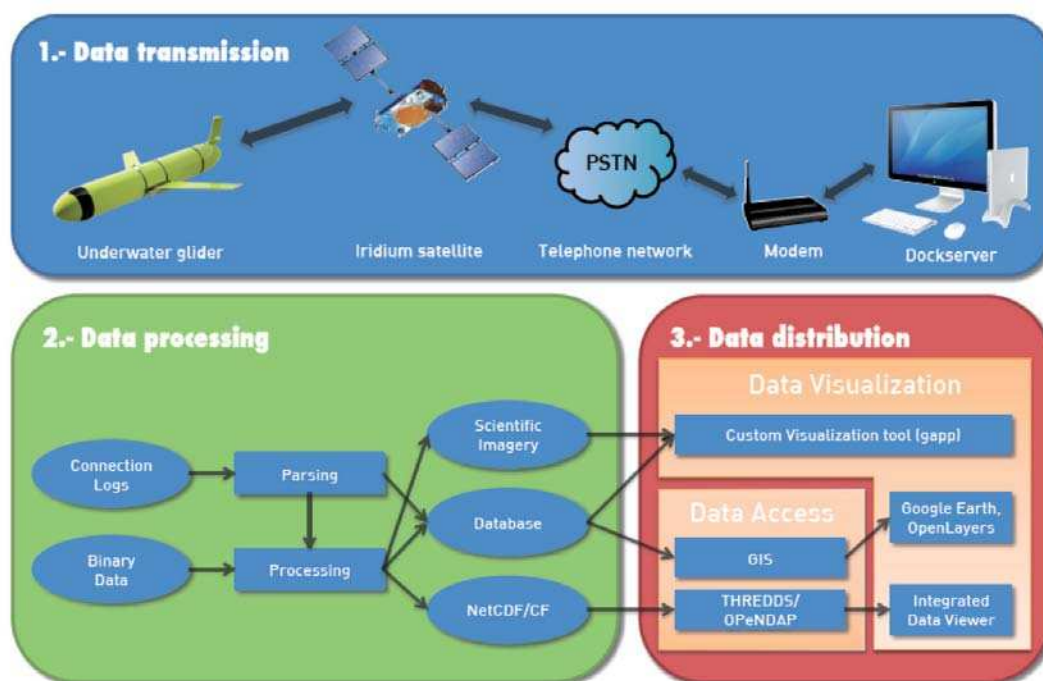 1.- Data transmission
PSTN
Underwater glider
Iridium satellite
Telephone network
Modem
Dockserver
2.- Data processing
Connection
Logs
Parsing
Binary
Data
Processing
Scientific
Imagery
Database
NetCDF/CF
3.- Data distribution
Data Visualization
Custom Visualization tool (gapp)
Data Access
GIS
THREDDS/
OPeNDAP
Google Earth,
OpenLayers
Integrated
Data Viewer